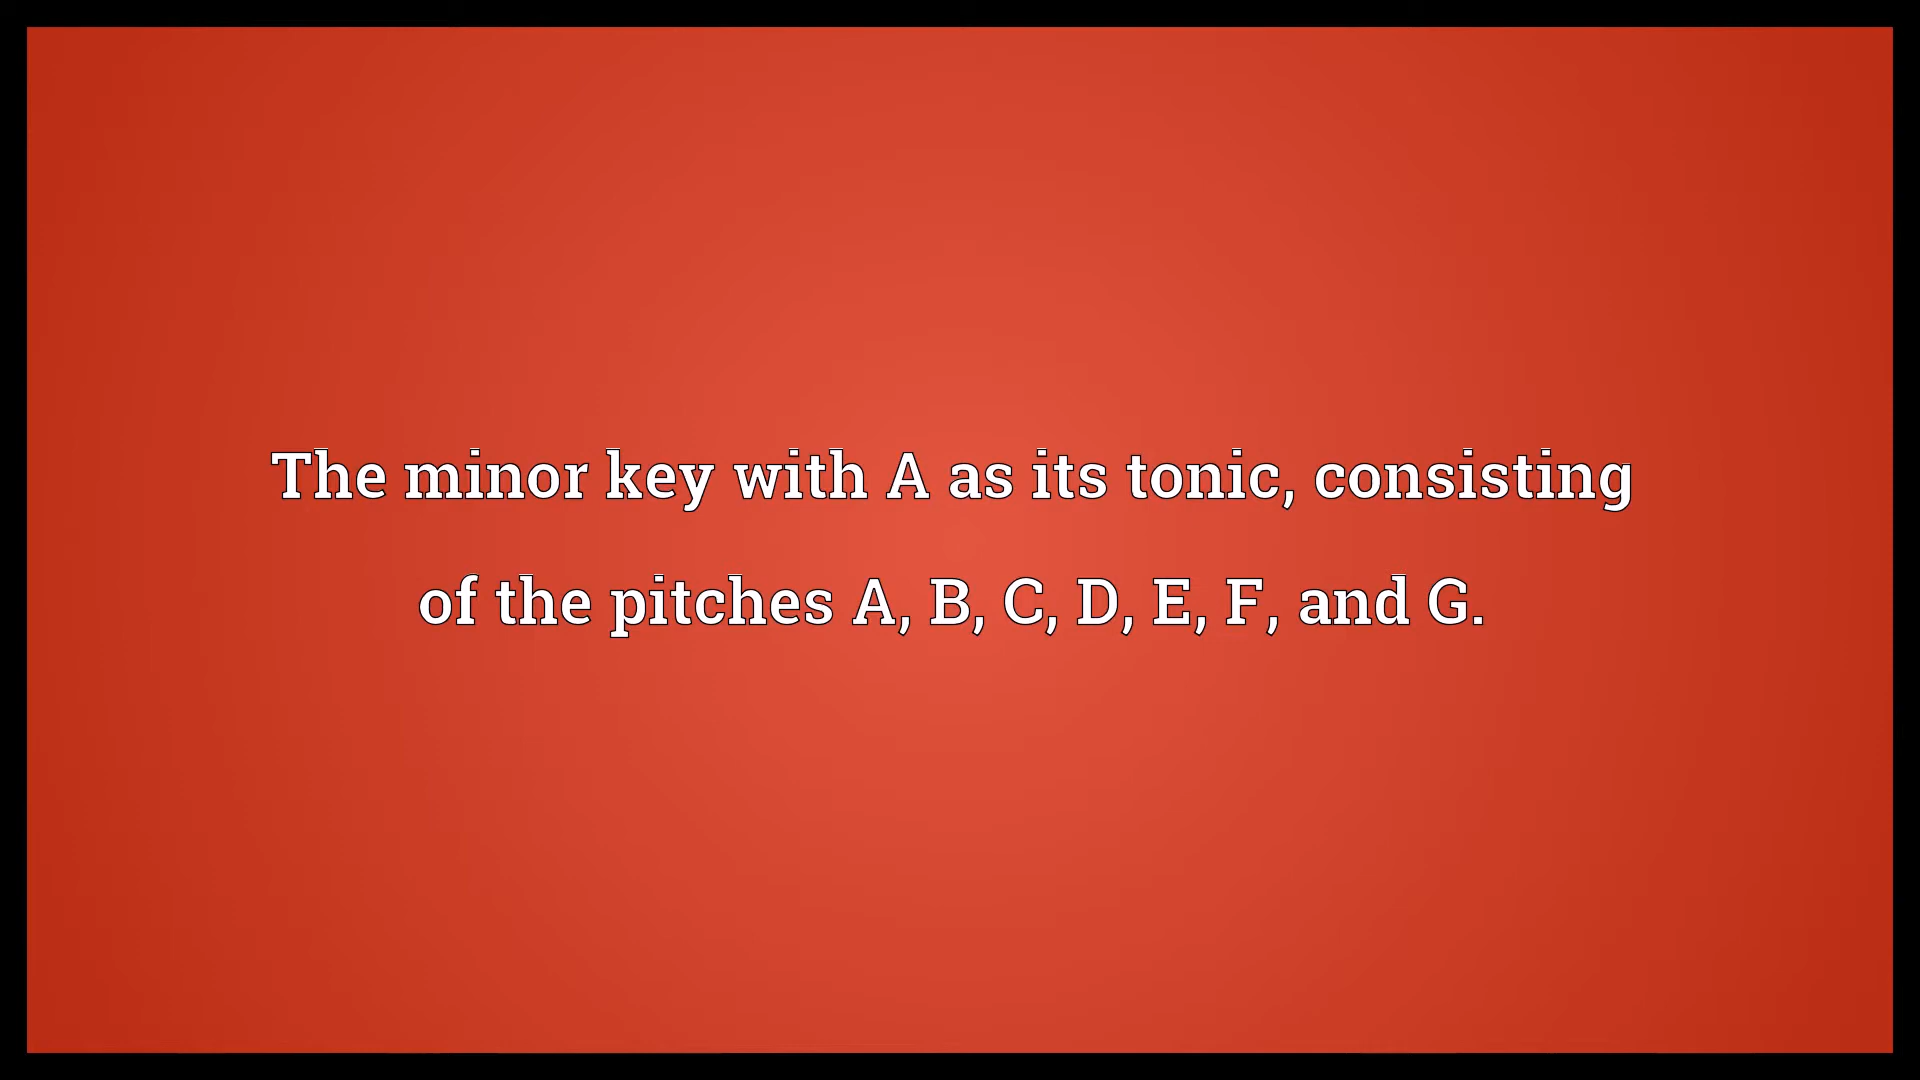 The minor key with A as its tonic, consisting
of the pitches A, B, C, D, E, F, and G.